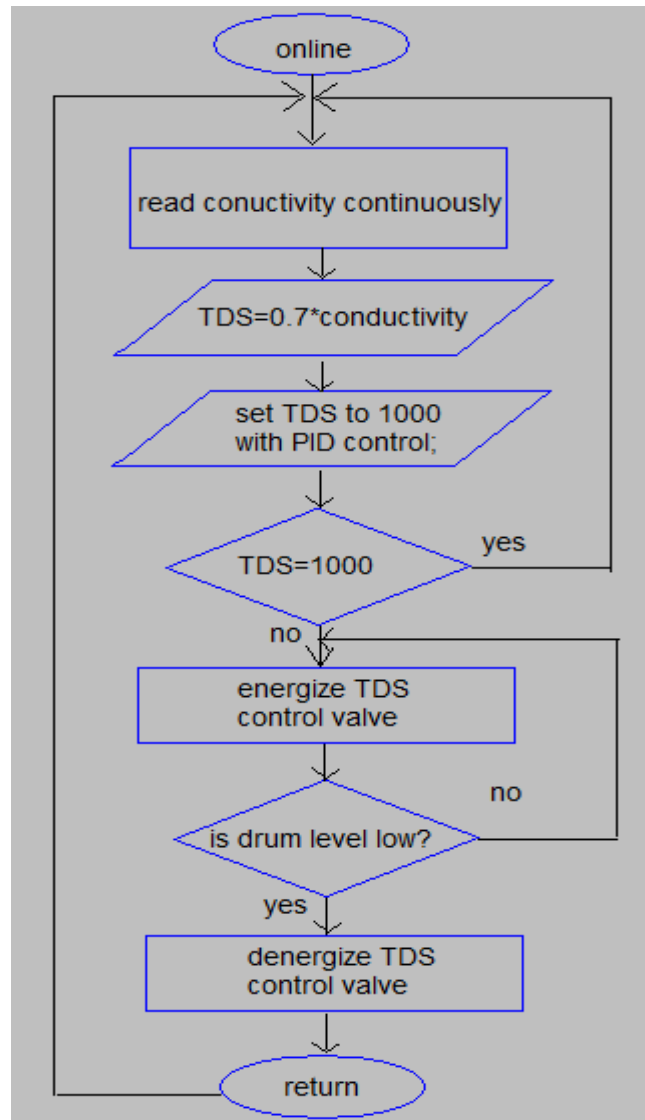 online
read conuctivity continuously
TDS=0.7*conductivity
set TDS to 1000
with PID control;
TDS=1000
yes
no
energize TDS
control valve
no
is drum level low?
yes
denergize TDS
control valve
return